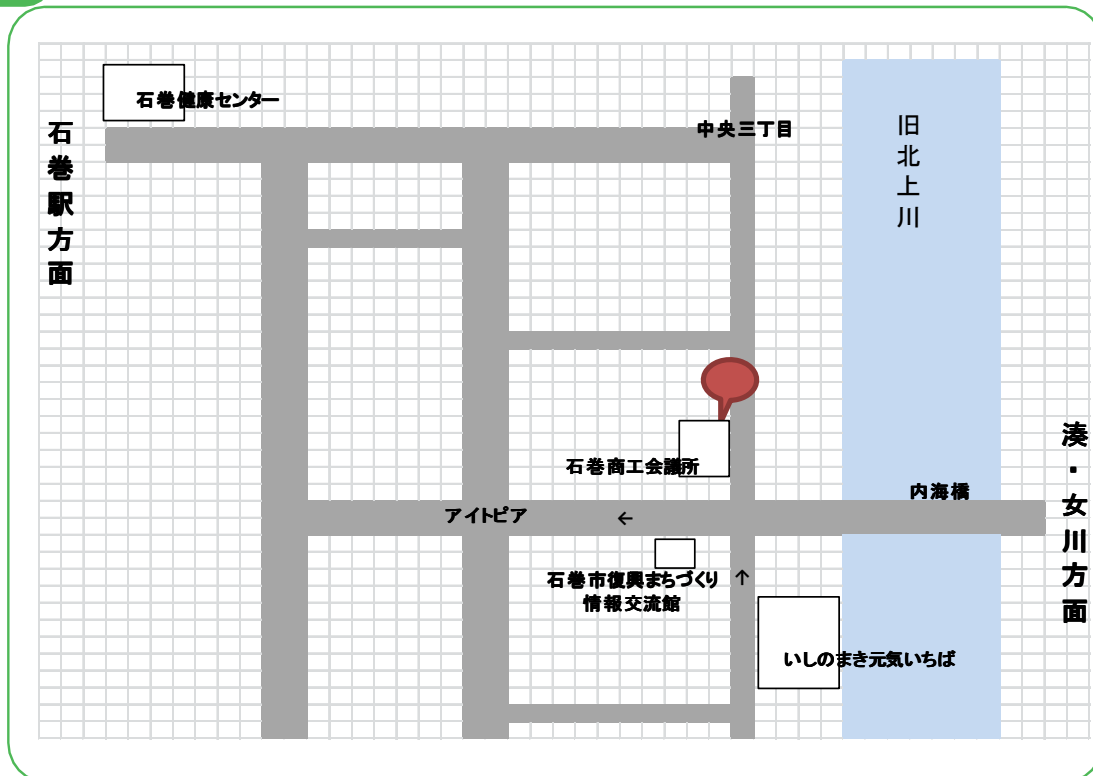 石巻健康センター
中央三丁目
石巻駅方面
旧北上川
石巻商工会議所
湊・女川方面
内海橋
アイトピア
←
石巻市復興まちづくり
情報交流館
↑
いしのまき元気いちば